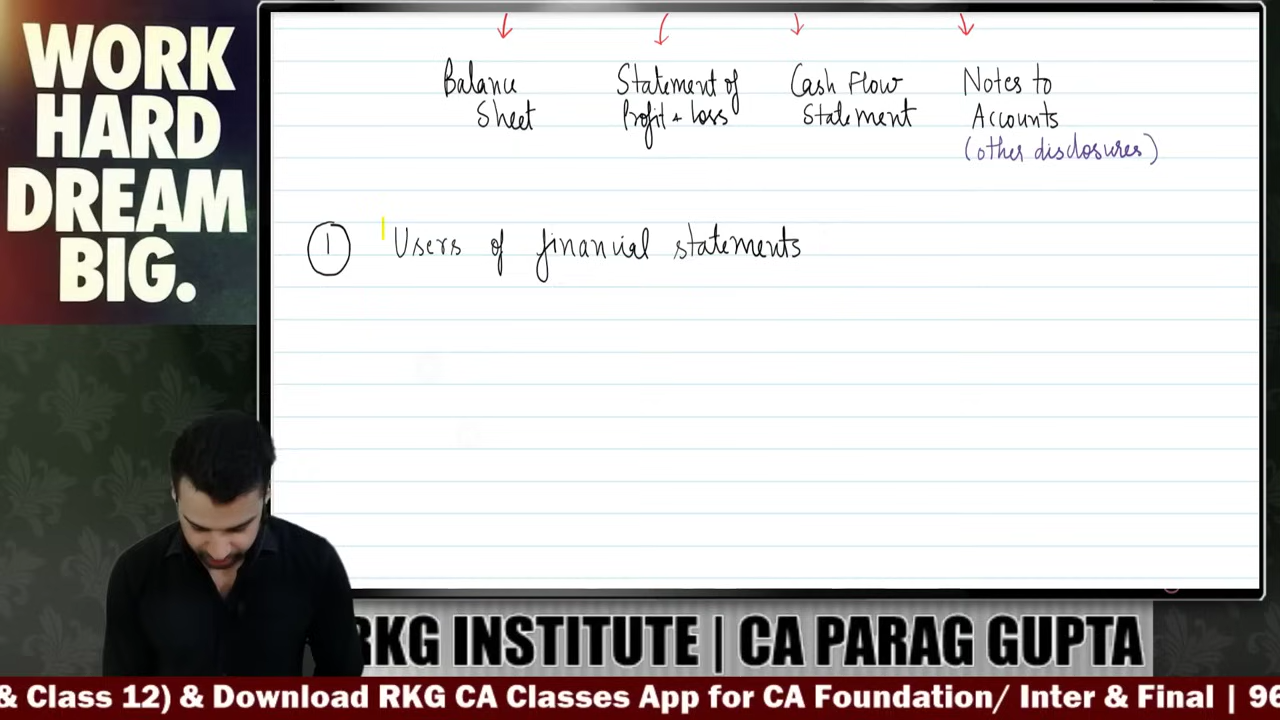 WORK
HARD
DREAM
BIG.
Balance
Sheet
Statement of
Profit + loss
Cash Flow
Statement
Notes to
Accounts
(other disclosures)
1 Users of financial statements
RKG INSTITUTE | CA PARAG GUPTA
& Class 12) & Download RKG CA Classes App for CA Foundation/ Inter & Final | 96